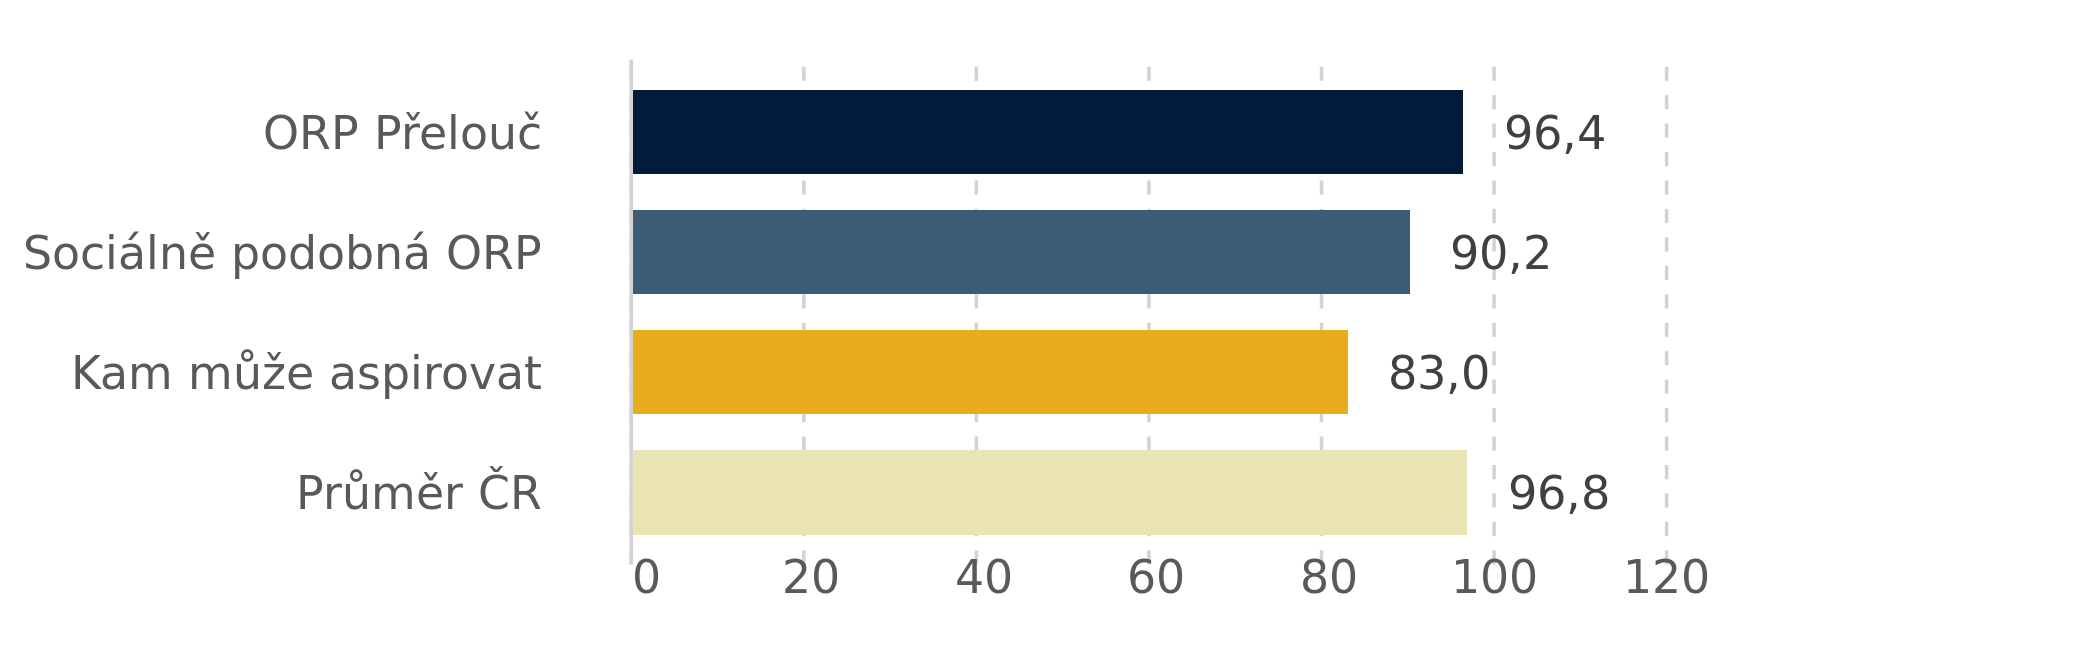 ORP Přelouč 96,4
Sociálně podobná ORP 90,2
Kam může aspirovat 83,0
Průměr ČR 96,8
0 20 40 60 80 100 120